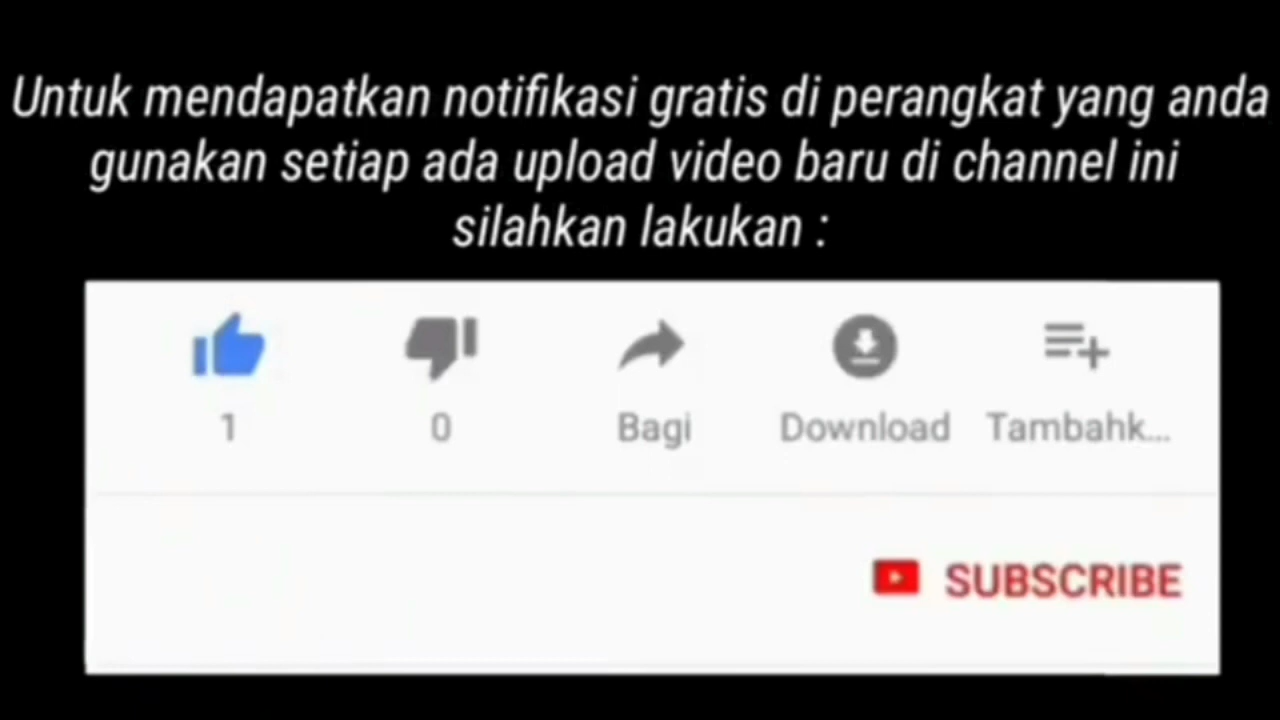 Untuk mendapatkan notifikasi gratis di perangkat yang anda
gunakan setiap ada upload video baru di channel ini
silahkan lakukan :
1 0 Bagi Download Tambahk...
SUBSCRIBE